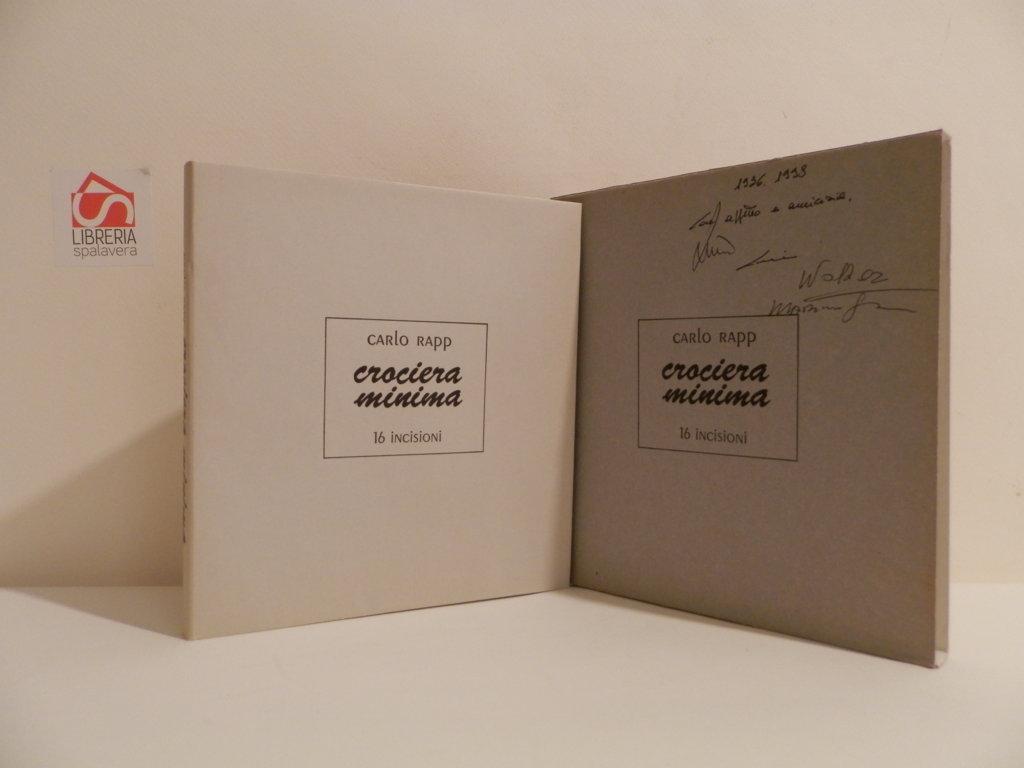 LIBRERIA
spalavera
CARLO RAPP
crociera
minima
16 INCISIONI
1936. 1998
affetto e amicizia.
Walter
Massimo
CARLO RAPP
crociera
minima
16 INCISIONI